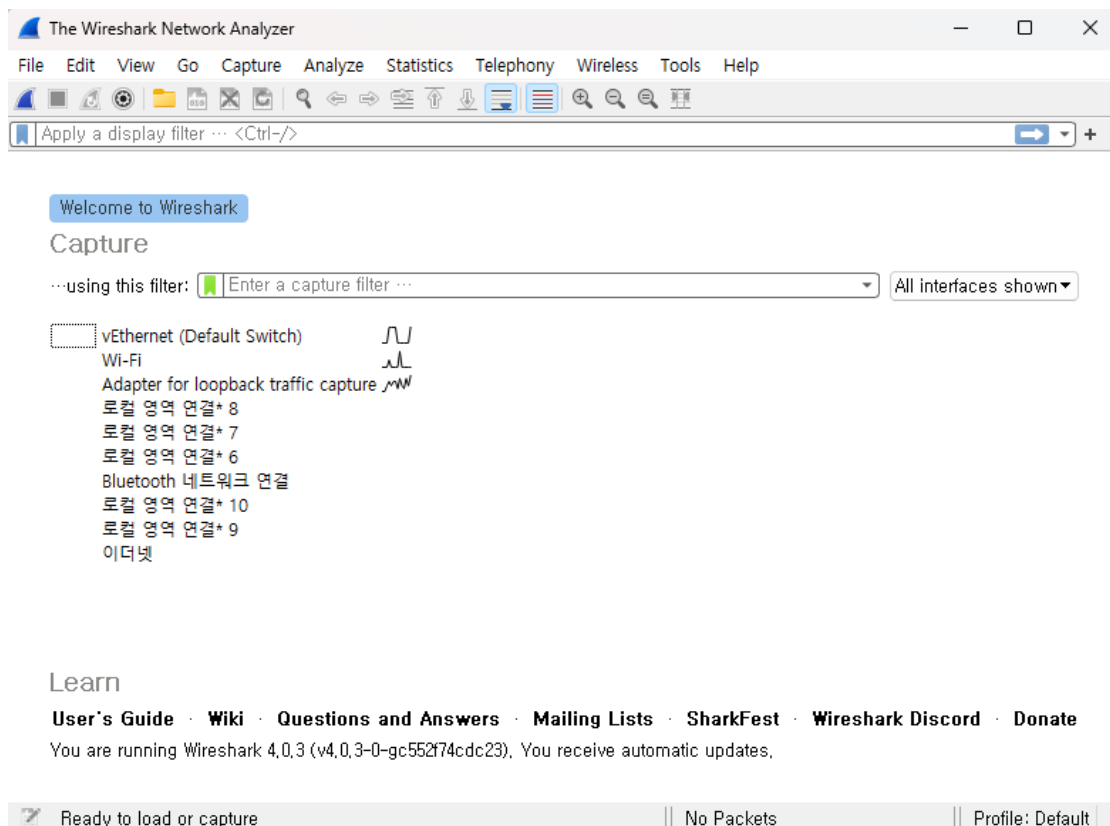 The Wireshark Network Analyzer
File Edit View Go Capture Analyze Statistics Telephony Wireless Tools Help
Apply a display filter ··· <Ctrl-/>
Welcome to Wireshark
Capture
···using this filter: Enter a capture filter ··· All interfaces shown
vEthernet (Default Switch)
Wi-Fi
Adapter for loopback traffic capture
로컬 영역 연결* 8
로컬 영역 연결* 7
로컬 영역 연결* 6
Bluetooth 네트워크 연결
로컬 영역 연결* 10
로컬 영역 연결* 9
이더넷
Learn
User's Guide · Wiki · Questions and Answers · Mailing Lists · SharkFest · Wireshark Discord · Donate
You are running Wireshark 4.0.3 (v4.0.3-0-gc552f74cdc23). You receive automatic updates.
Ready to load or capture No Packets Profile: Default